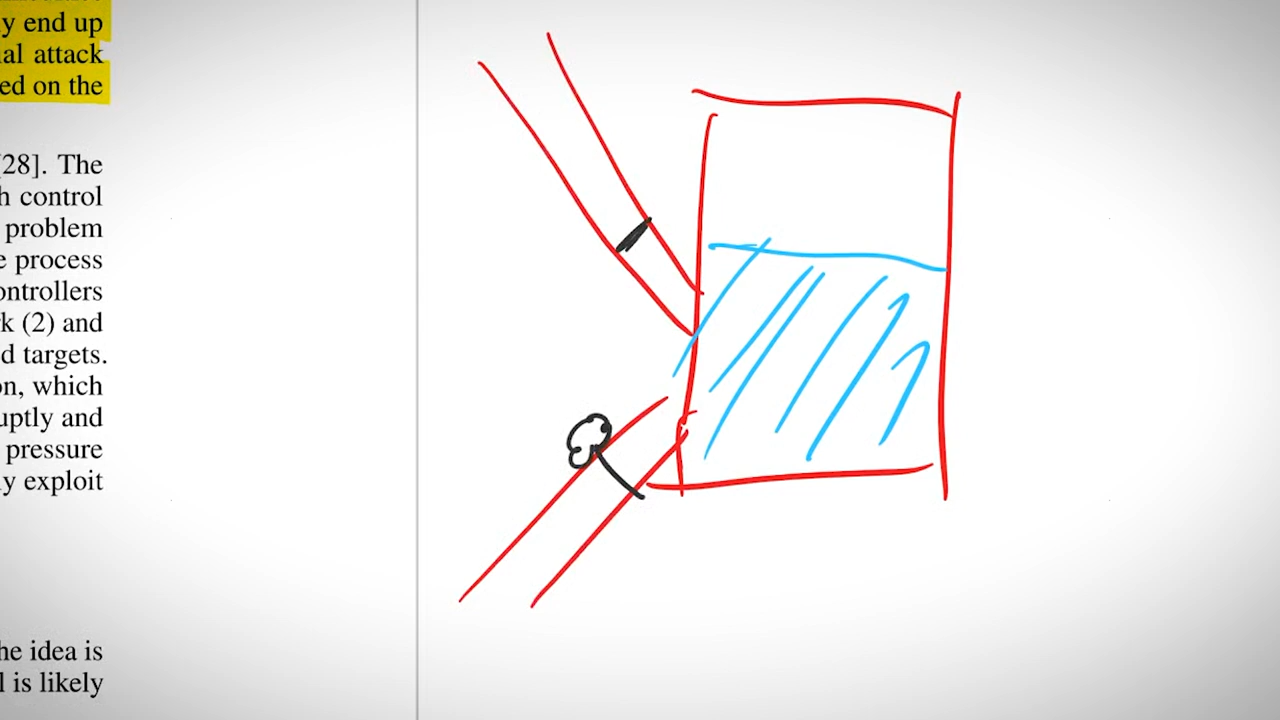 y end up
al attack
ed on the
[28]. The
h control
problem
e process
ontrollers
k (2) and
d targets.
on, which
uptly and
pressure
y exploit
he idea is
l is likely